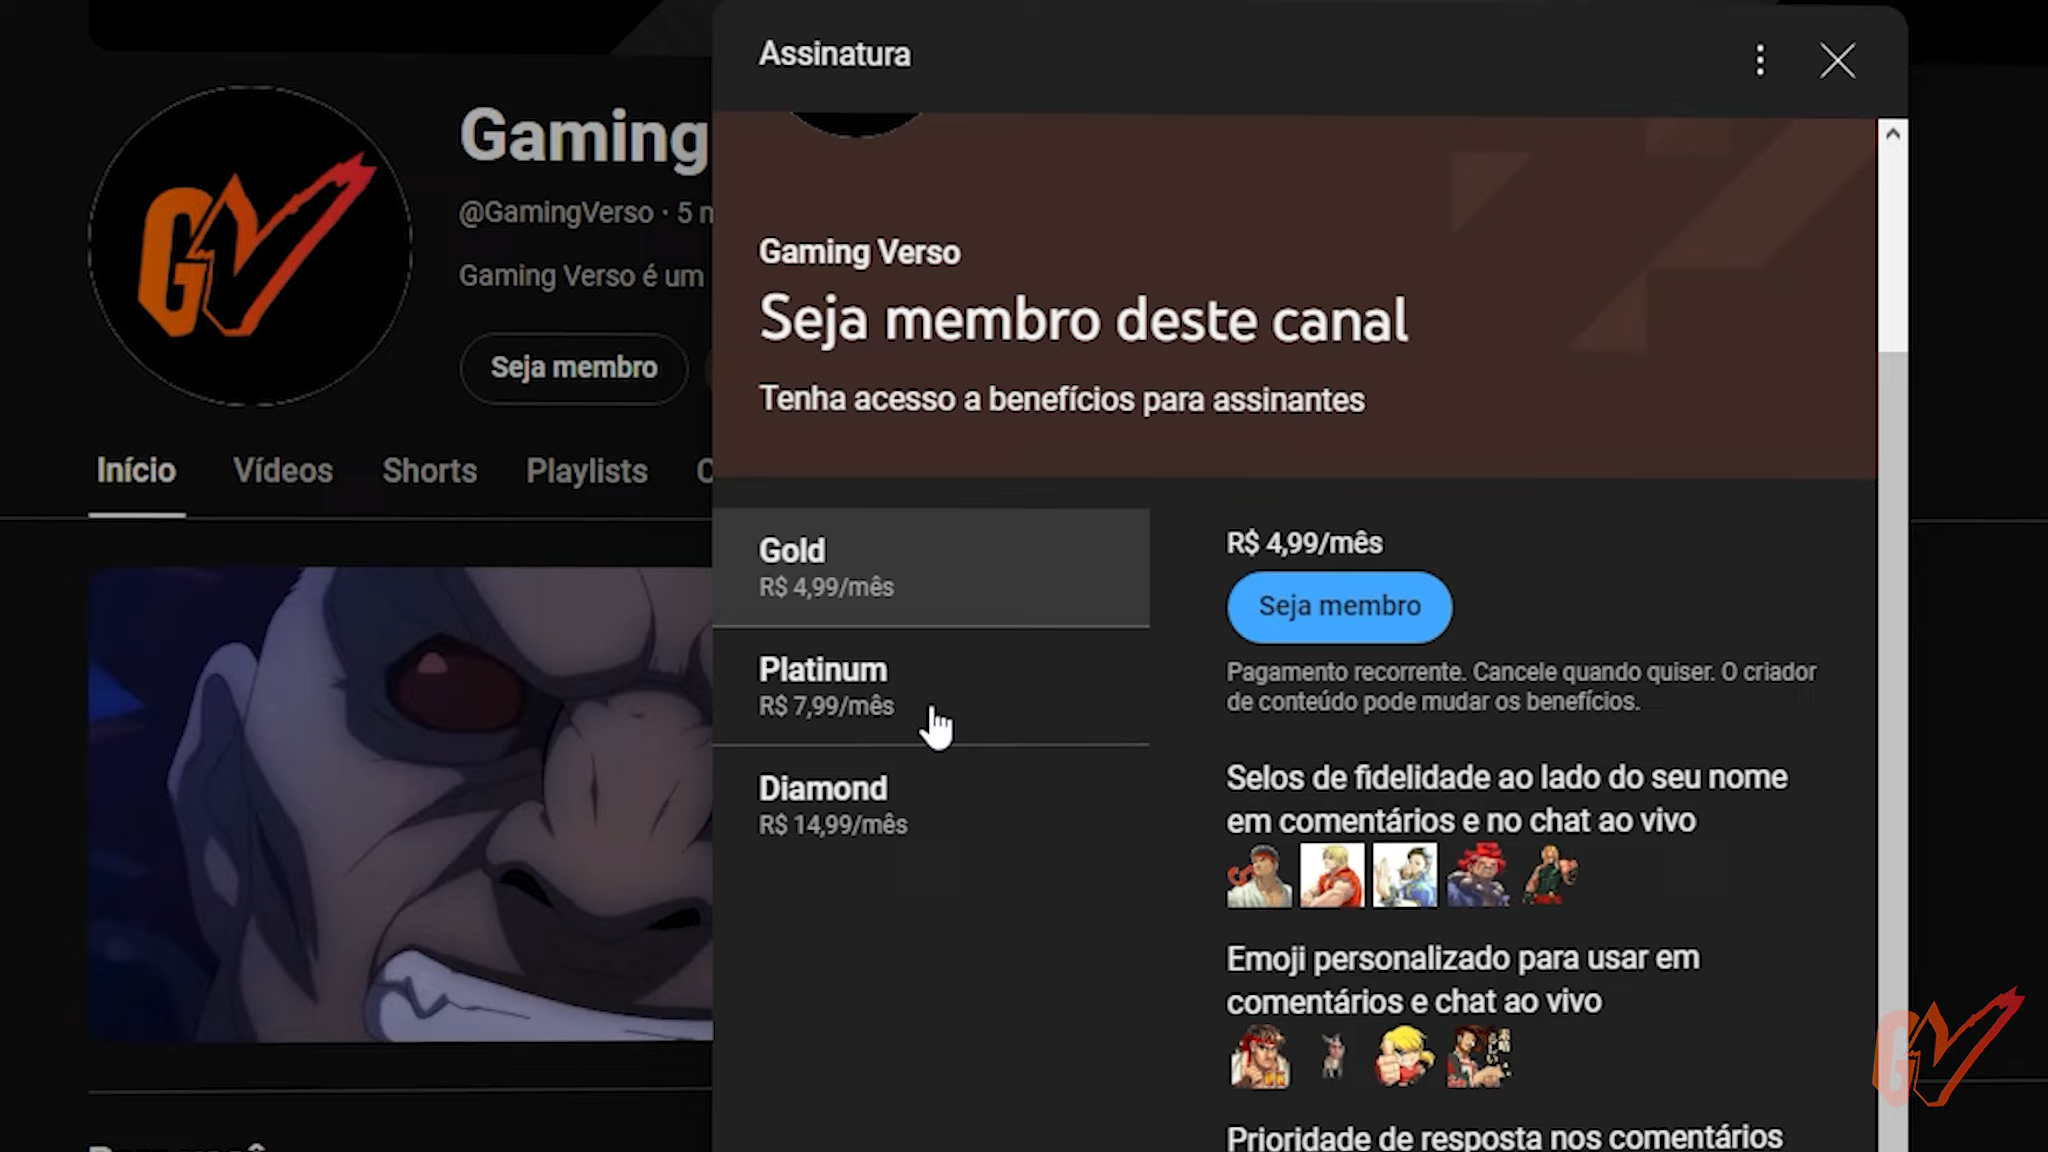 Gaming
@GamingVerso · 5
Gaming Verso é um
Seja membro
Início
Vídeos
Shorts
Playlists
Assinatura
Gaming Verso
Seja membro deste canal
Tenha acesso a benefícios para assinantes
Gold
R$ 4,99/mês
Platinum
R$ 7,99/mês
Diamond
R$ 14,99/mês
R$ 4,99/mês
Seja membro
Pagamento recorrente. Cancele quando quiser. O criador
de conteúdo pode mudar os benefícios.
Selos de fidelidade ao lado do seu nome
em comentários e no chat ao vivo
Emoji personalizado para usar em
comentários e chat ao vivo
Prioridade de resposta nos comentários
GV
GV